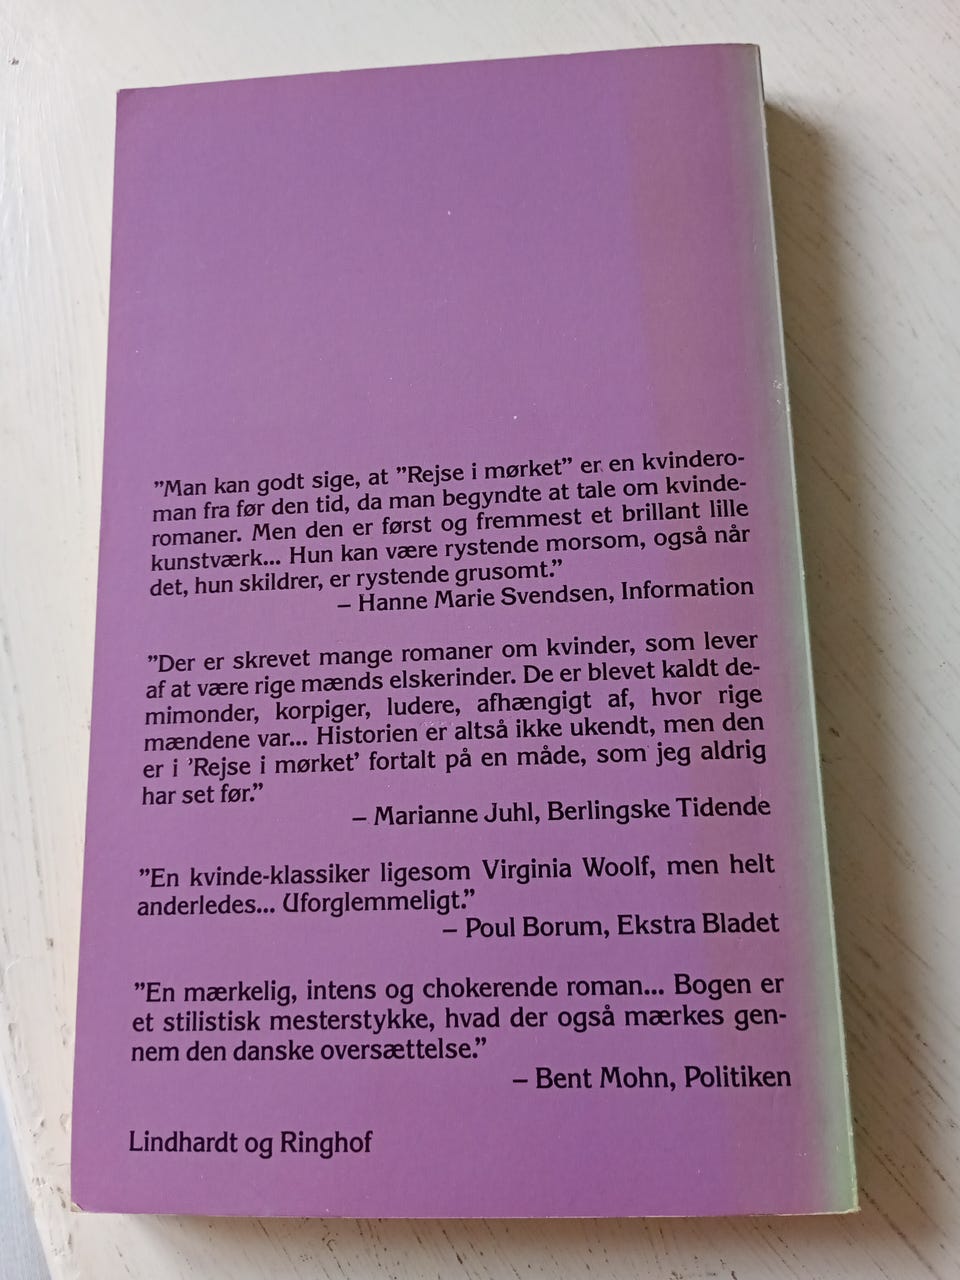 ”Man kan godt sige, at ”Rejse i mørket” er en kvindero-
man fra før den tid, da man begyndte at tale om kvinde-
romaner. Men den er først og fremmest et brillant lille
kunstværk... Hun kan være rystende morsom, også når
det, hun skildrer, er rystende grusomt.”
– Hanne Marie Svendsen, Information
”Der er skrevet mange romaner om kvinder, som lever
af at være rige mænds elskerinder. De er blevet kaldt de-
mimonder, korpiger, ludere, afhængigt af, hvor rige
mændene var... Historien er altså ikke ukendt, men den
er i ’Rejse i mørket’ fortalt på en måde, som jeg aldrig
har set før.”
– Marianne Juhl, Berlingske Tidende
”En kvinde-klassiker ligesom Virginia Woolf, men helt
anderledes... Uforglemmeligt.”
– Poul Borum, Ekstra Bladet
”En mærkelig, intens og chokerende roman... Bogen er
et stilistisk mesterstykke, hvad der også mærkes gen-
nem den danske oversættelse.”
– Bent Mohn, Politiken
Lindhardt og Ringhof